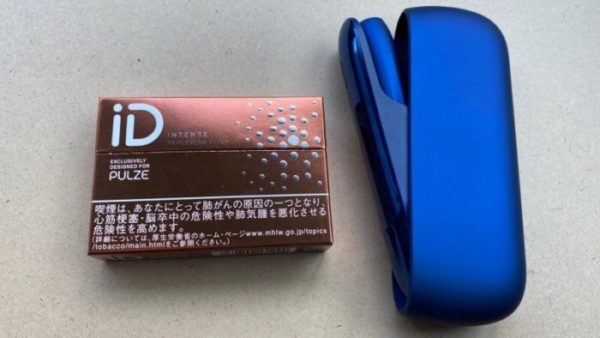 iD
INTENSE
EXCLUSIVELY
DESIGNED FOR
PULZE
喫煙は、あなたにとって肺がんの原因の一つとなり、
心筋梗塞・脳卒中の危険性や肺気腫を悪化させる
危険性を高めます。
(詳細については、厚生労働省のホーム・ページwww.mhlw.go.jp/topics
/tobacco/main.htmlをご参照ください。)